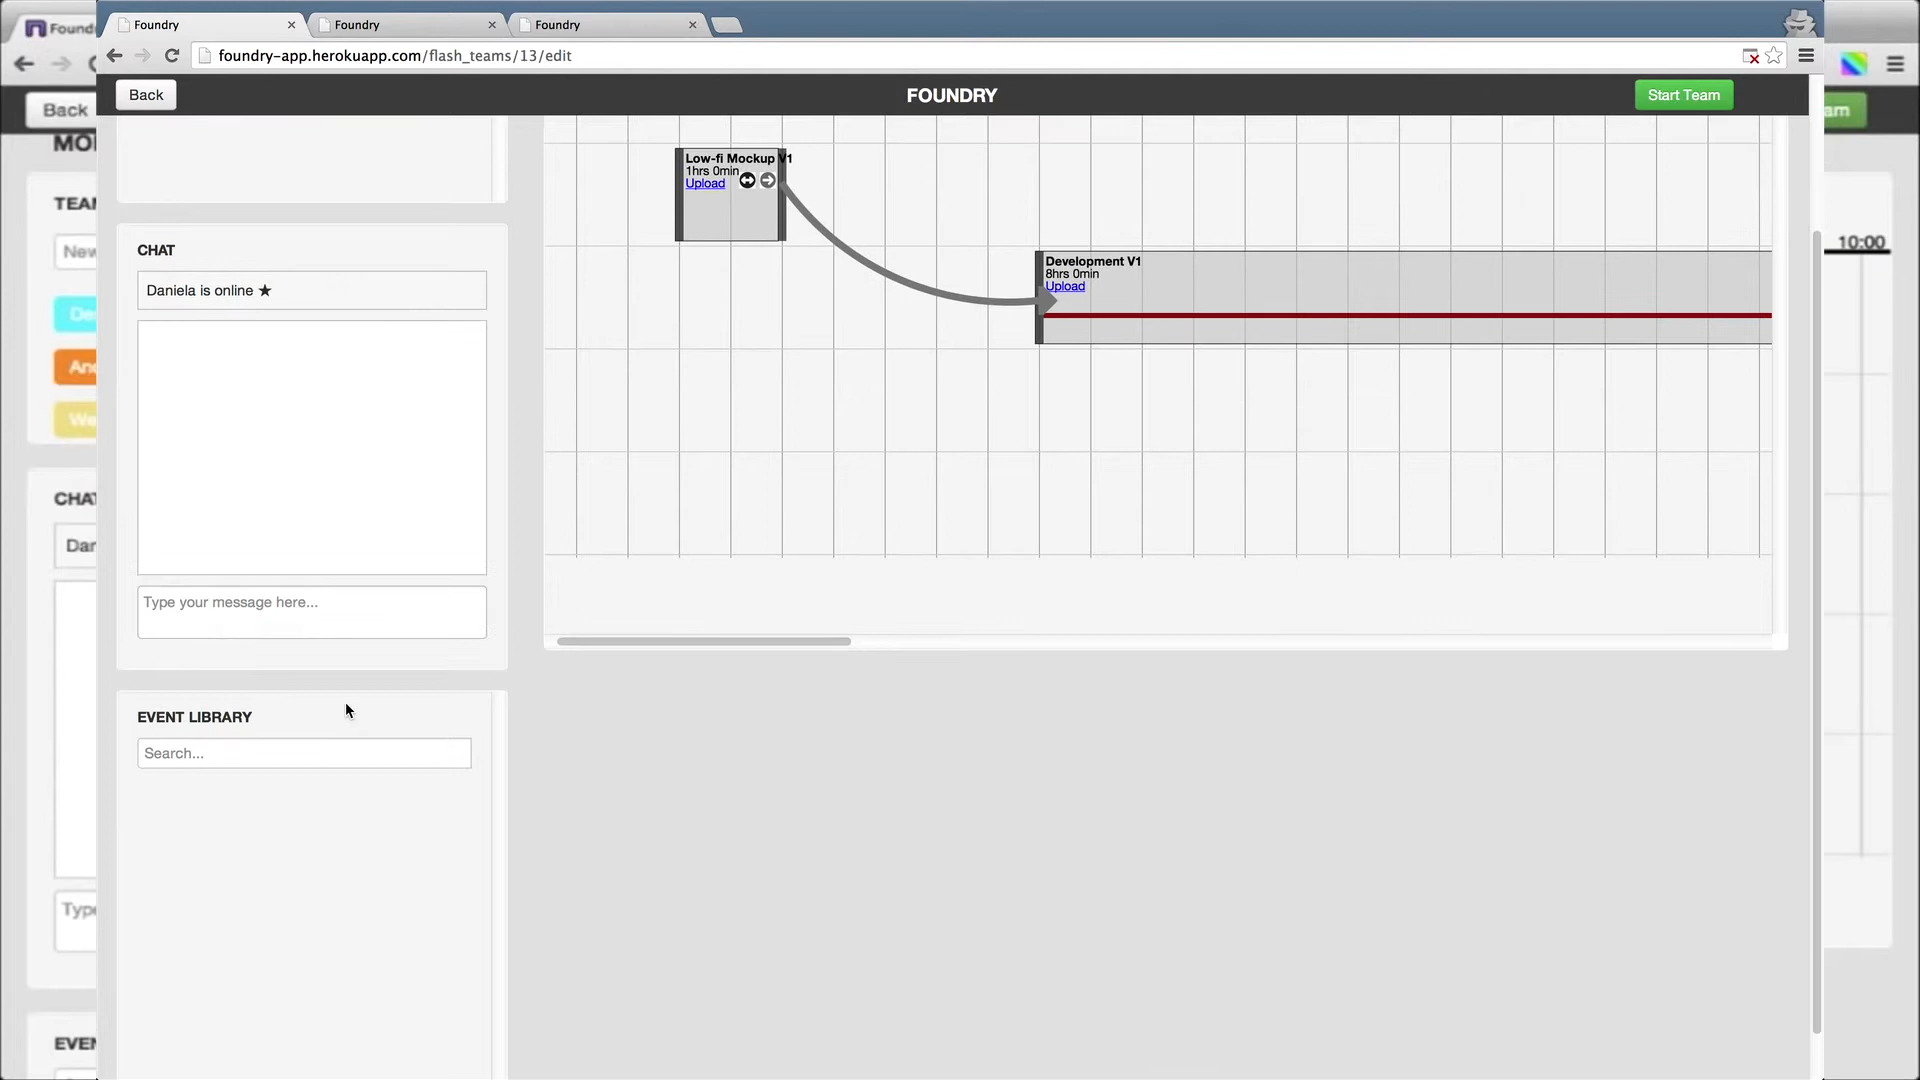 Foundry
Foundry
Foundry
foundry-app.herokuapp.com/flash_teams/13/edit
Back
FOUNDRY
Start Team
Low-fi Mockup V1
1hrs 0min
Upload
Development V1
8hrs 0min
Upload
CHAT
Daniela is online ★
Type your message here...
EVENT LIBRARY
Search...
Back
10:00